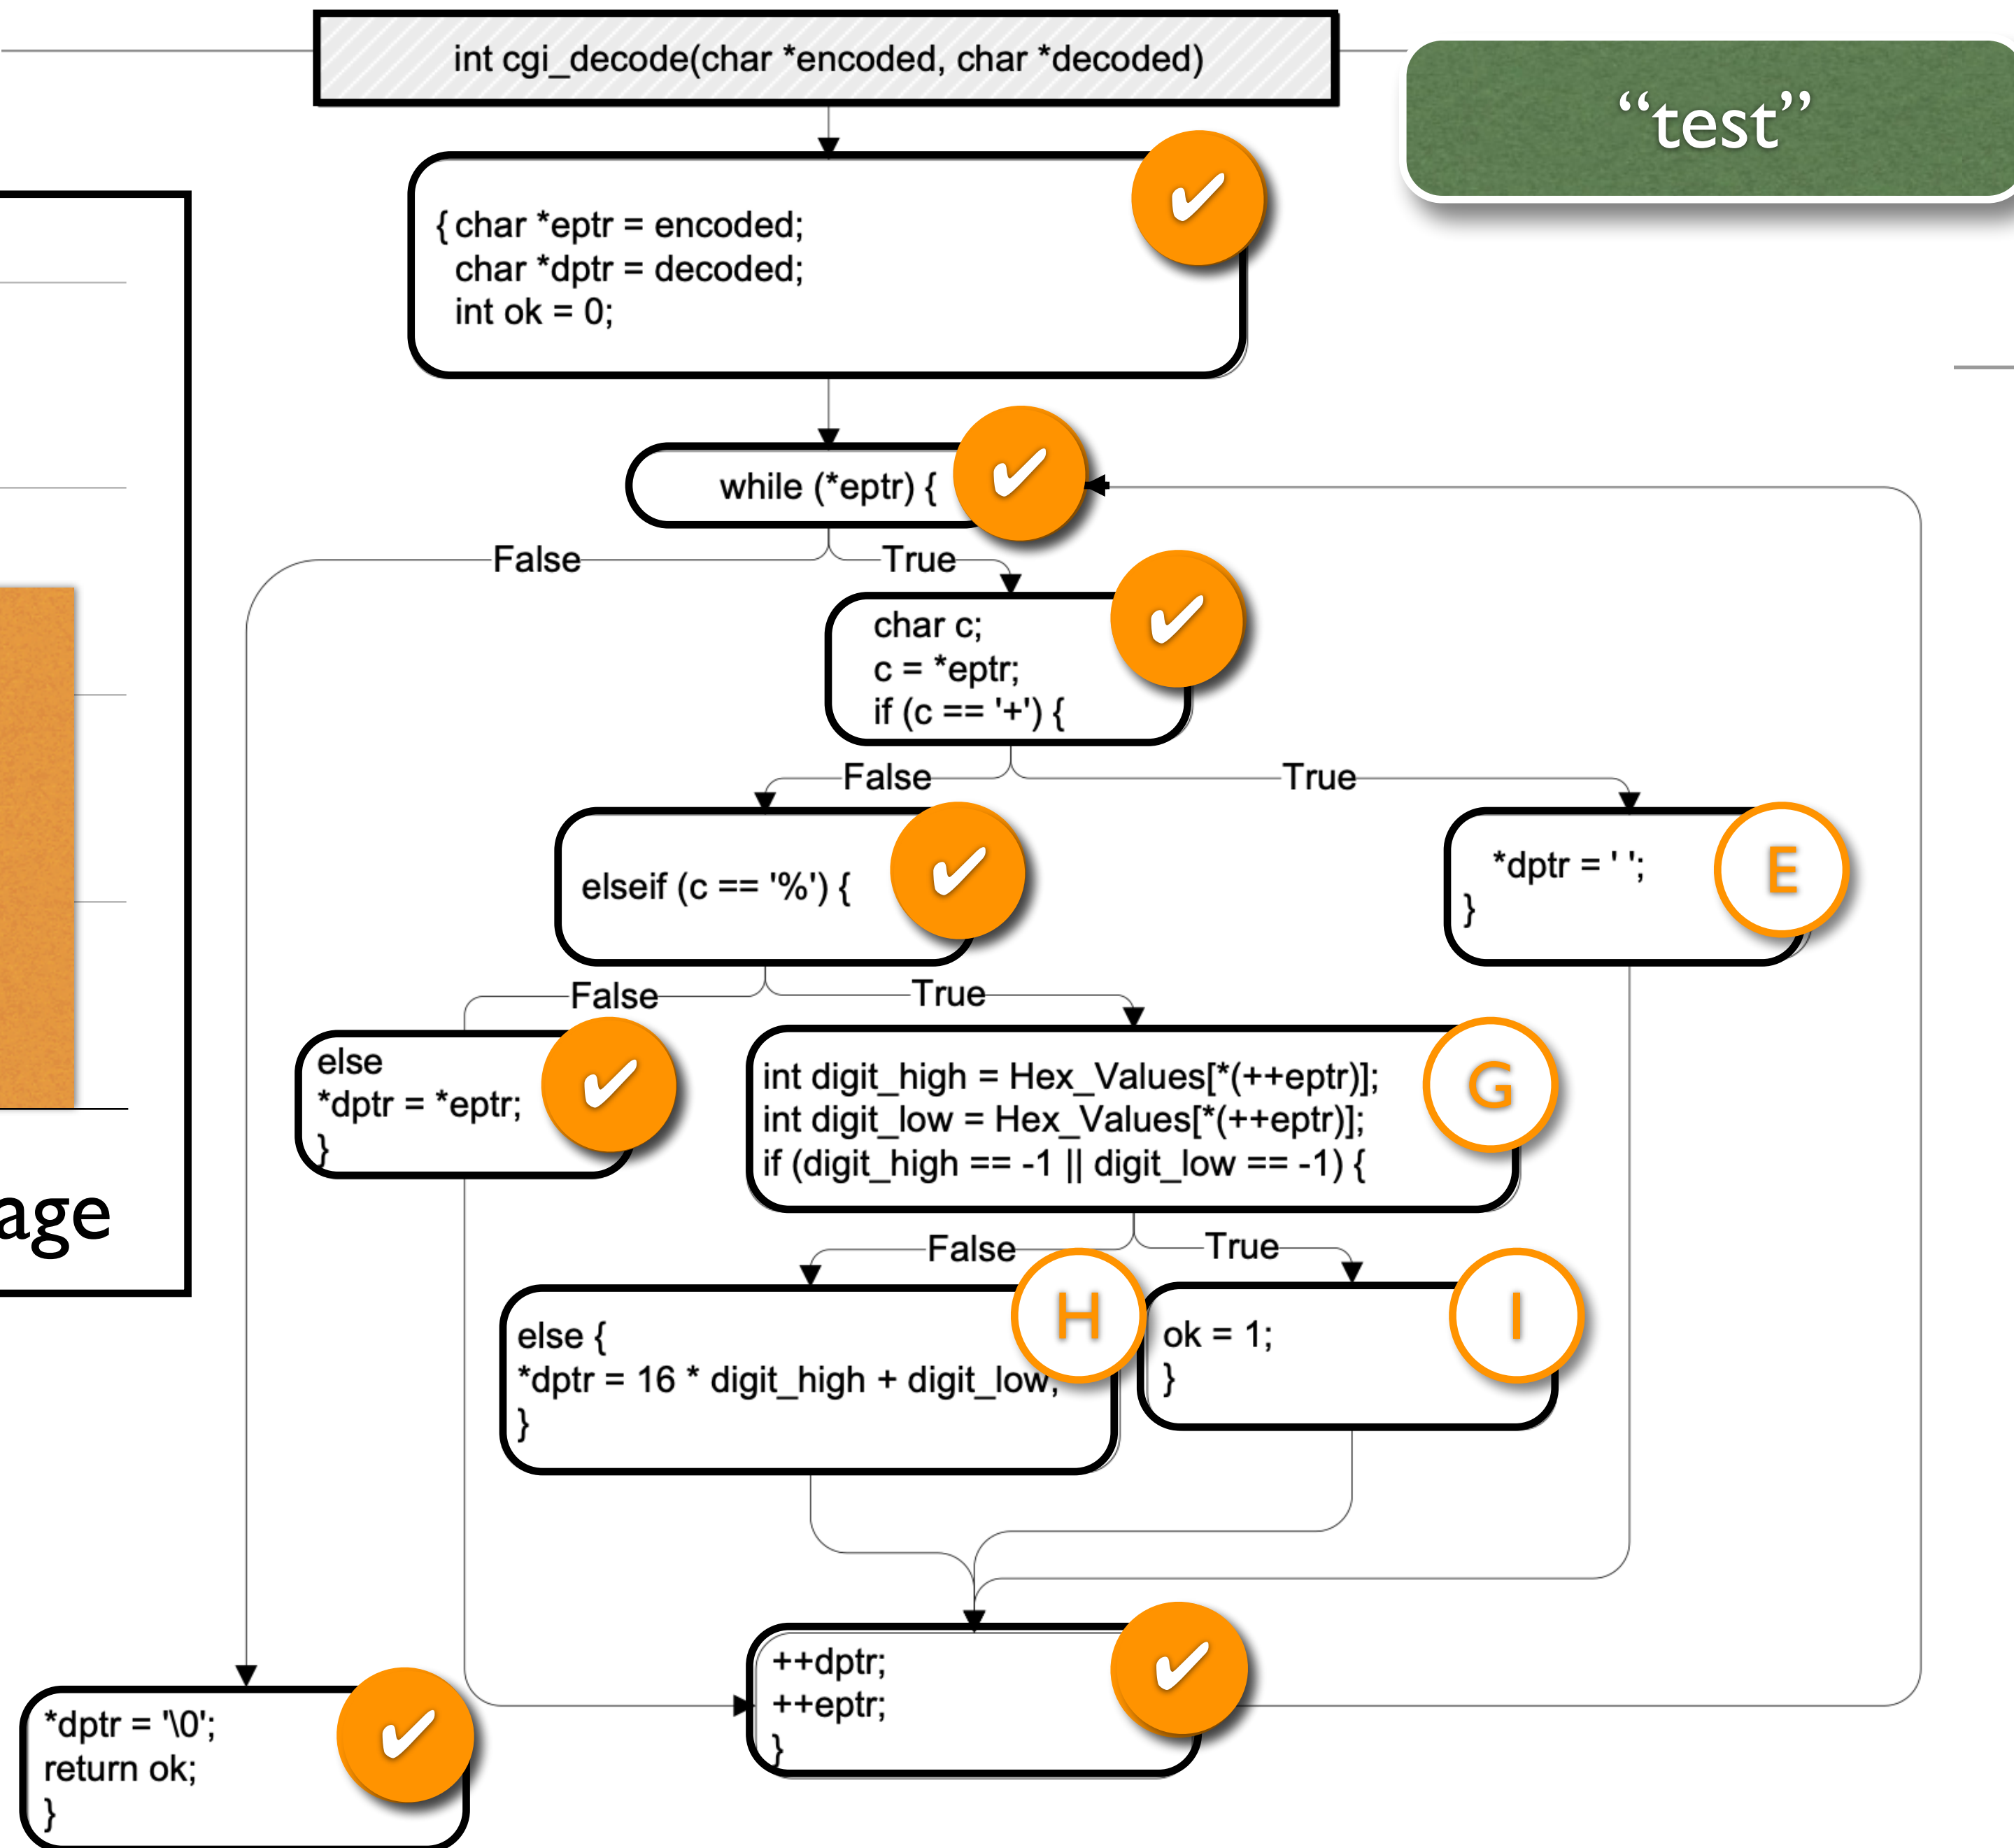 int cgi_decode(char *encoded, char *decoded)
“test”
{ char *eptr = encoded;
char *dptr = decoded;
int ok = 0;
while (*eptr) {
False
True
char c;
c = *eptr;
if (c == '+') {
False
True
elseif (c == '%') {
*dptr = ' ';
}
E
False
True
else
*dptr = *eptr;
}
int digit_high = Hex_Values[*(++eptr)];
int digit_low = Hex_Values[*(++eptr)];
if (digit_high == -1 || digit_low == -1) {
G
age
False
True
else {
*dptr = 16 * digit_high + digit_low;
}
H
ok = 1;
}
I
++dptr;
++eptr;
}
*dptr = '\0';
return ok;
}